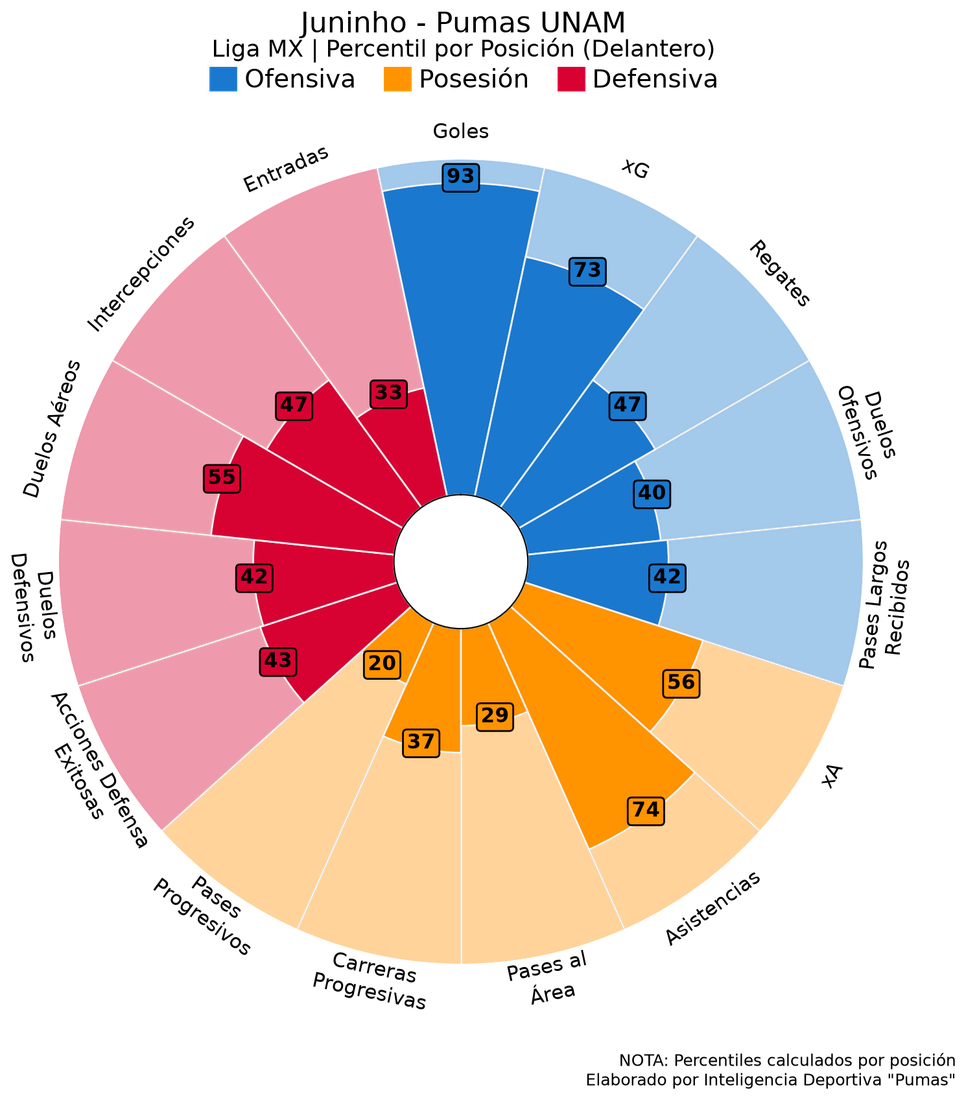 Juninho - Pumas UNAM
Liga MX | Percentil por Posición (Delantero)
Ofensiva Posesión Defensiva
Goles
93
xG
73
Regates
47
Duelos
Ofensivos
40
Pases Largos
Recibidos
42
xA
56
Asistencias
74
Pases al
Área
29
Carreras
Progresivas
37
Pases
Progresivos
20
Acciones Defensa
Exitosas
43
Duelos
Defensivos
42
Duelos Aéreos
55
Intercepciones
47
Entradas
33
NOTA: Percentiles calculados por posición
Elaborado por Inteligencia Deportiva "Pumas"